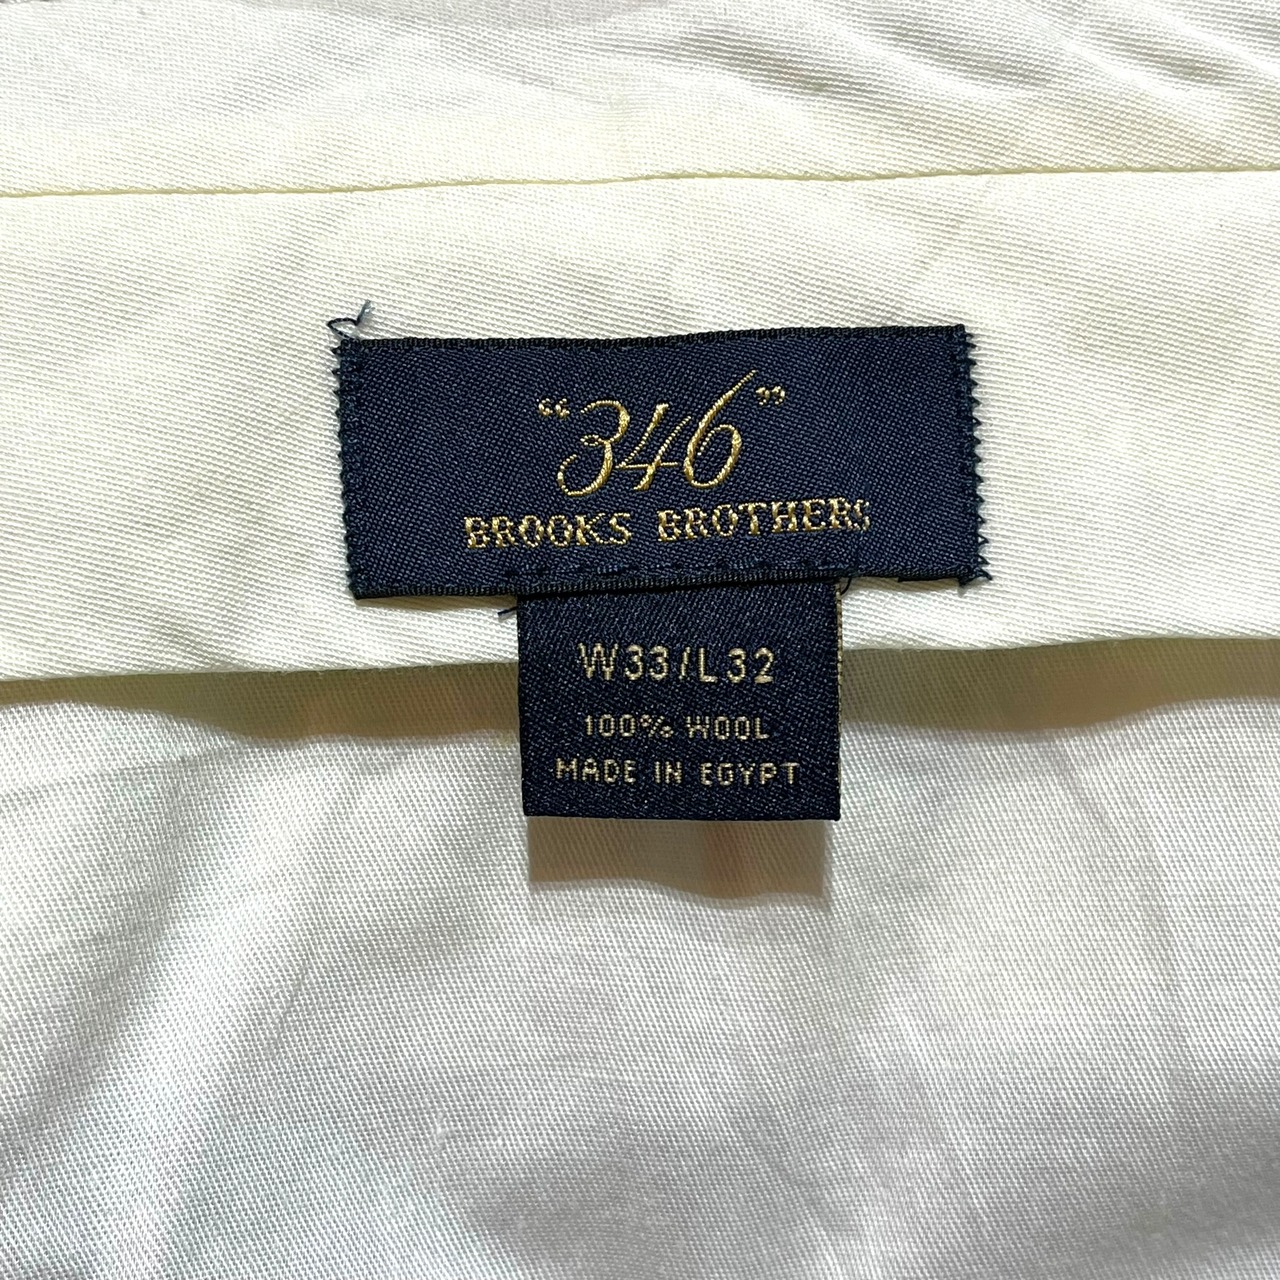 “346”
BROOKS BROTHERS
W33/L32
100% WOOL
MADE IN EGYPT